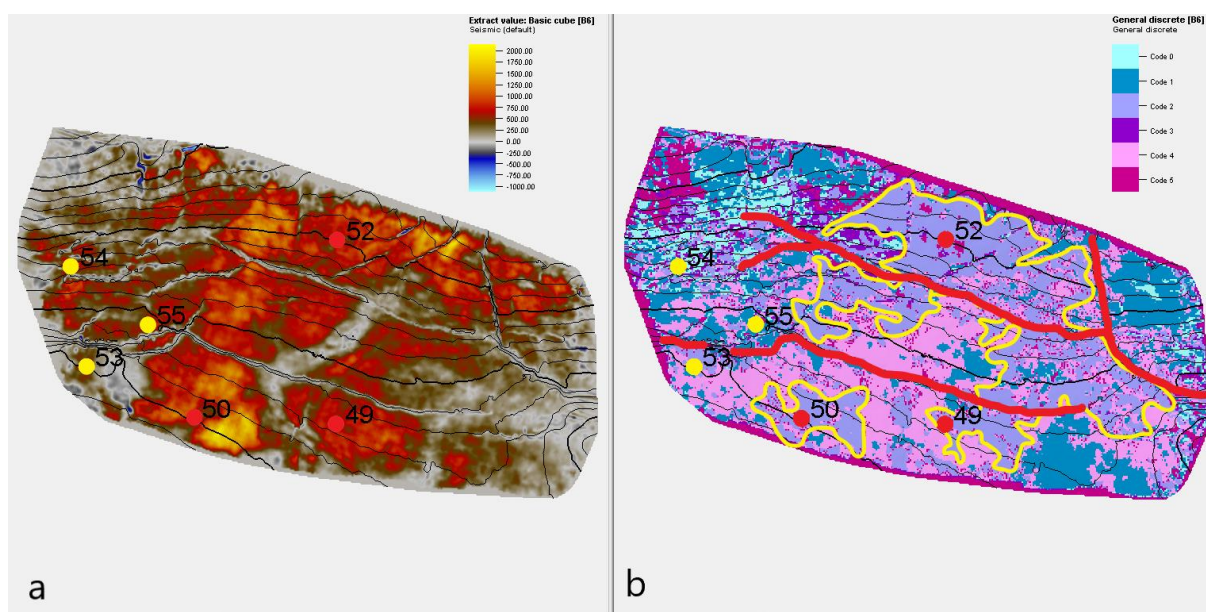 Extract value: Basic cube [B6]
Seismic (default)
2000.00
1750.00
1500.00
1250.00
1000.00
750.00
500.00
250.00
0.00
-250.00
-500.00
-750.00
-1000.00
52
54
55
53
50
49
a
General discrete [B6]
General discrete
Code 0
Code 1
Code 2
Code 3
Code 4
Code 5
52
54
55
53
50
49
b